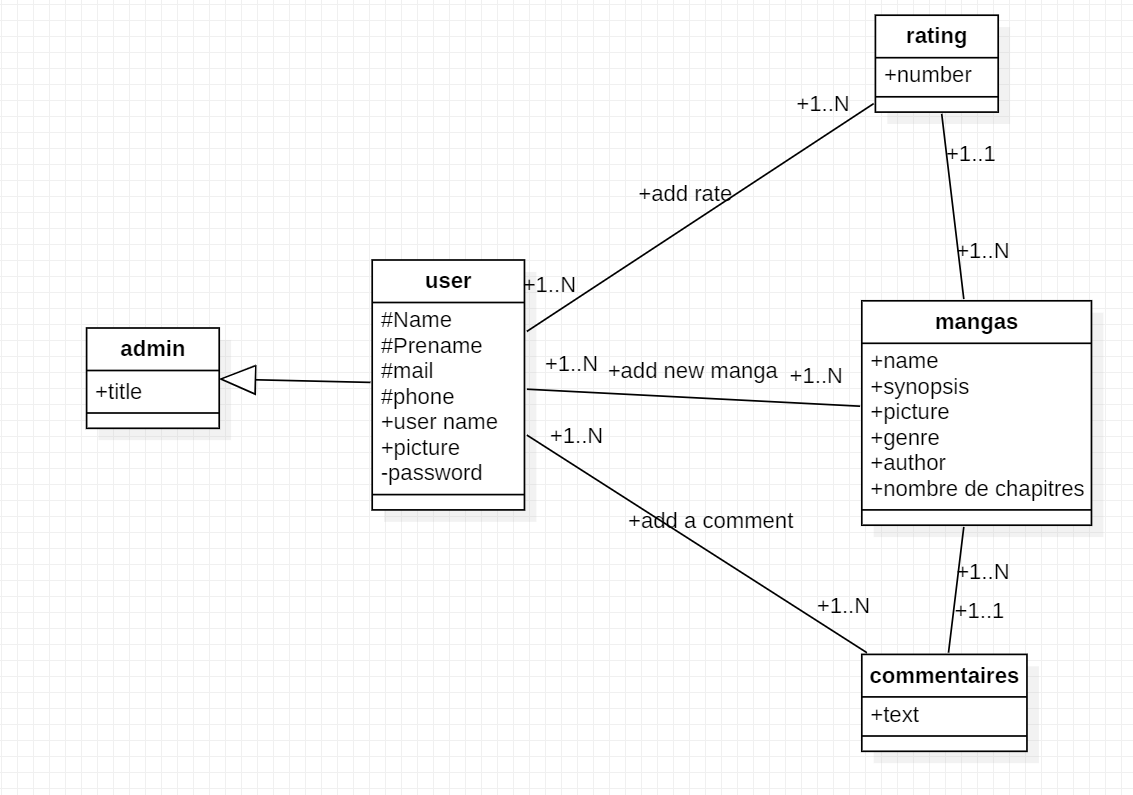 rating
+number
+1..N
+1..1
+add rate
+1..N
+1..N
user
#Name
#Prename
#mail
#phone
+user name
+picture
-password
admin
+title
+1..N
+add new manga
+1..N
mangas
+name
+synopsis
+picture
+genre
+author
+nombre de chapitres
+1..N
+add a comment
+1..N
+1..N
+1..1
commentaires
+text